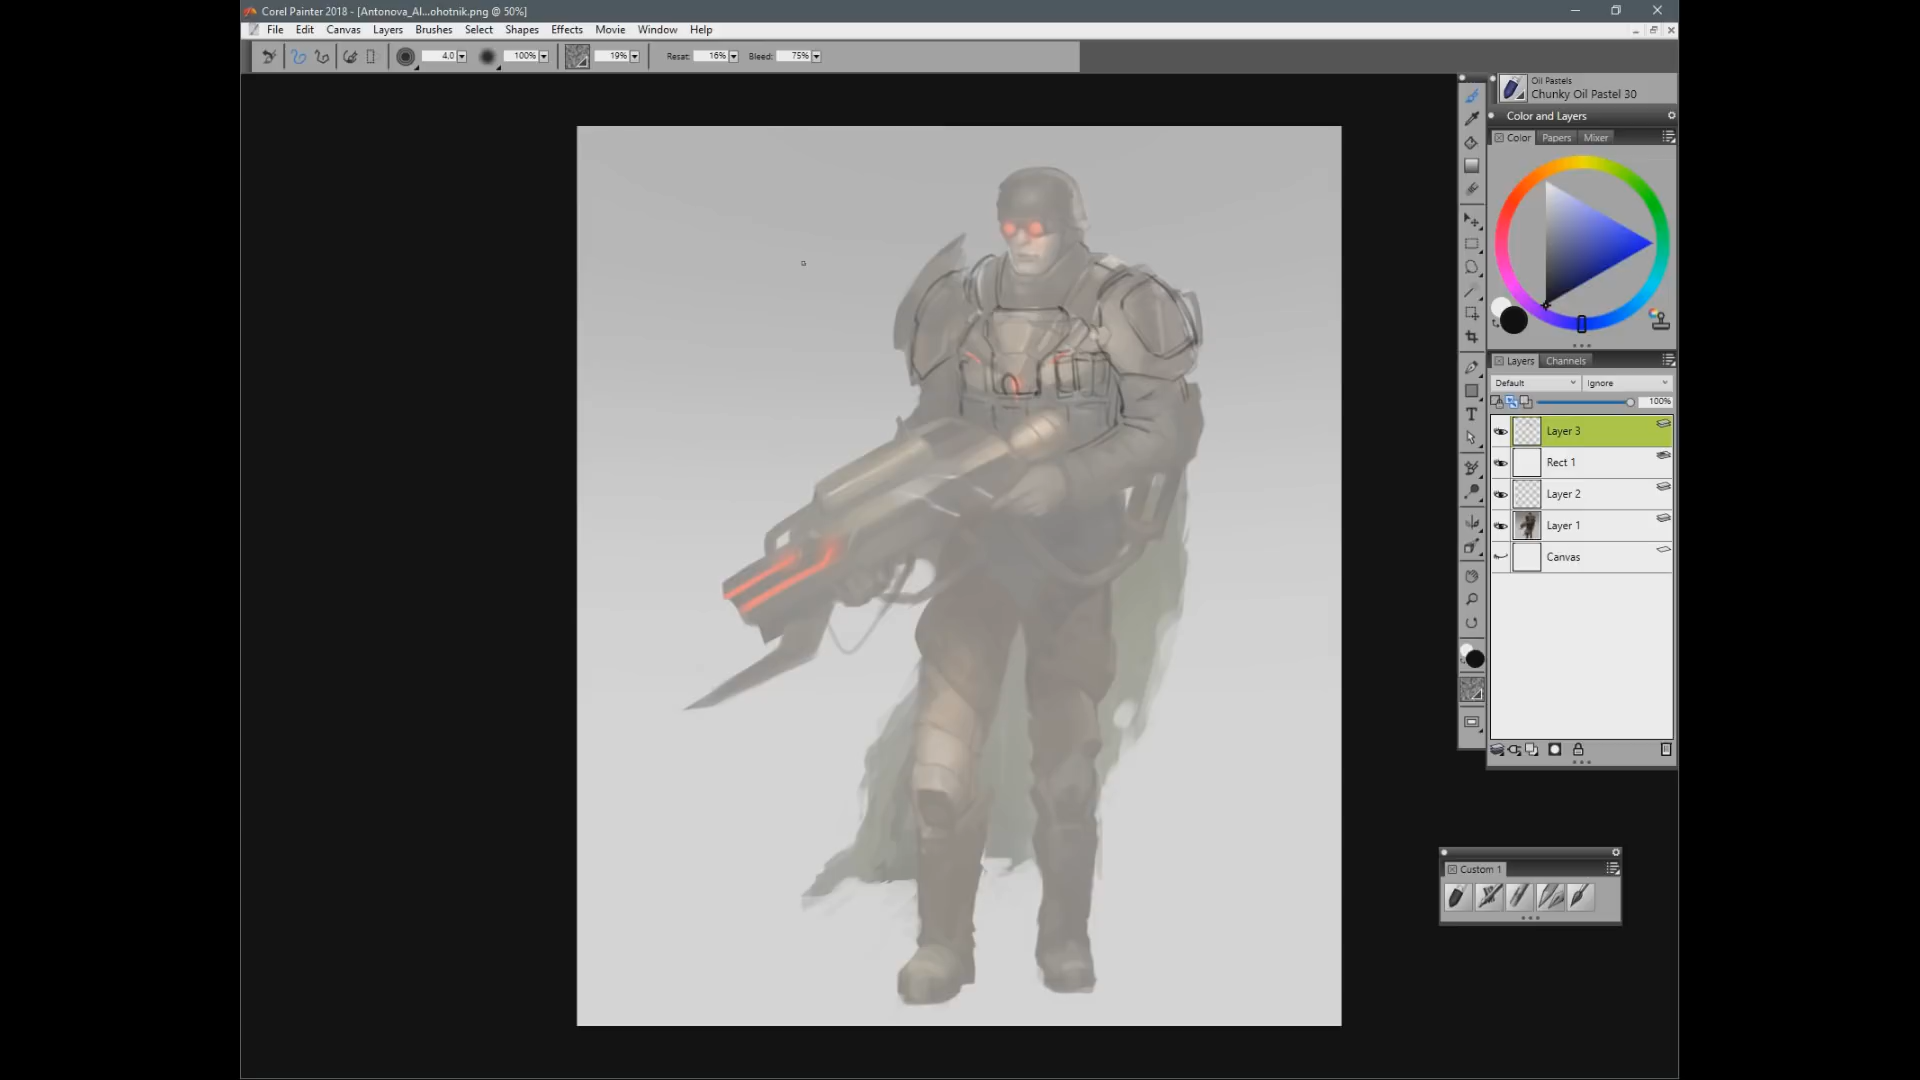 Corel Painter 2018 - [Antonova_Al...ohotnik.png @ 50%]
File Edit Canvas Layers Brushes Select Shapes Effects Movie Window Help
4.0 100% 19% Resat: 16% Bleed: 75%
Oil Pastels
Chunky Oil Pastel 30
Color and Layers
Color Papers Mixer
Layers Channels
Default Ignore
100%
Layer 3
Rect 1
Layer 2
Layer 1
Canvas
T
Custom 1